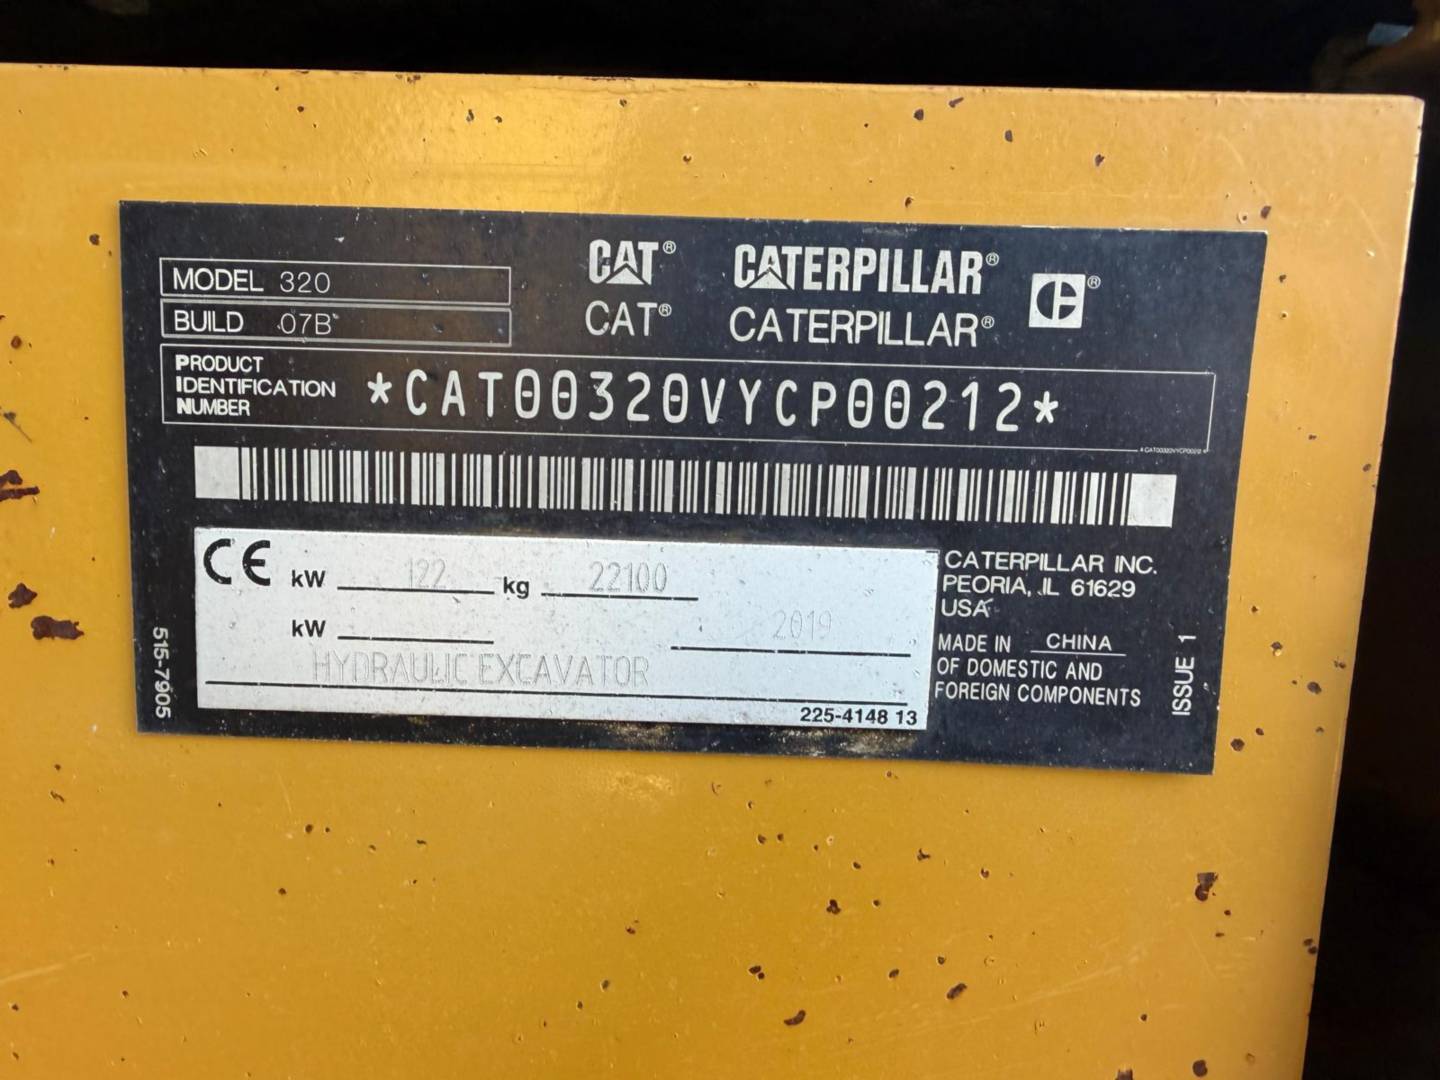 MODEL 320
BUILD 07B
CAT® CATERPILLAR®
CAT® CATERPILLAR®
PRODUCT
IDENTIFICATION
NUMBER
*CAT00320VYCP00212*
*CAT00320VYCP00212*
CE kW 122 kg 22100
kW 2019
HYDRAULIC EXCAVATOR
225-4148 13
CATERPILLAR INC.
PEORIA, IL 61629
USA
MADE IN CHINA
OF DOMESTIC AND
FOREIGN COMPONENTS
515-7905
ISSUE 1